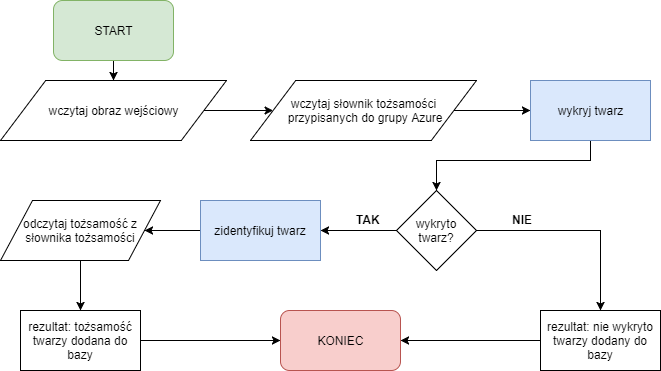 START
wczytaj obraz wejściowy
wczytaj słownik tożsamości
przypisanych do grupy Azure
wykryj twarz
wykryto
twarz?
TAK
NIE
zidentyfikuj twarz
odczytaj tożsamość z
słownika tożsamości
rezultat: tożsamość
twarzy dodana do
bazy
KONIEC
rezultat: nie wykryto
twarzy dodany do
bazy